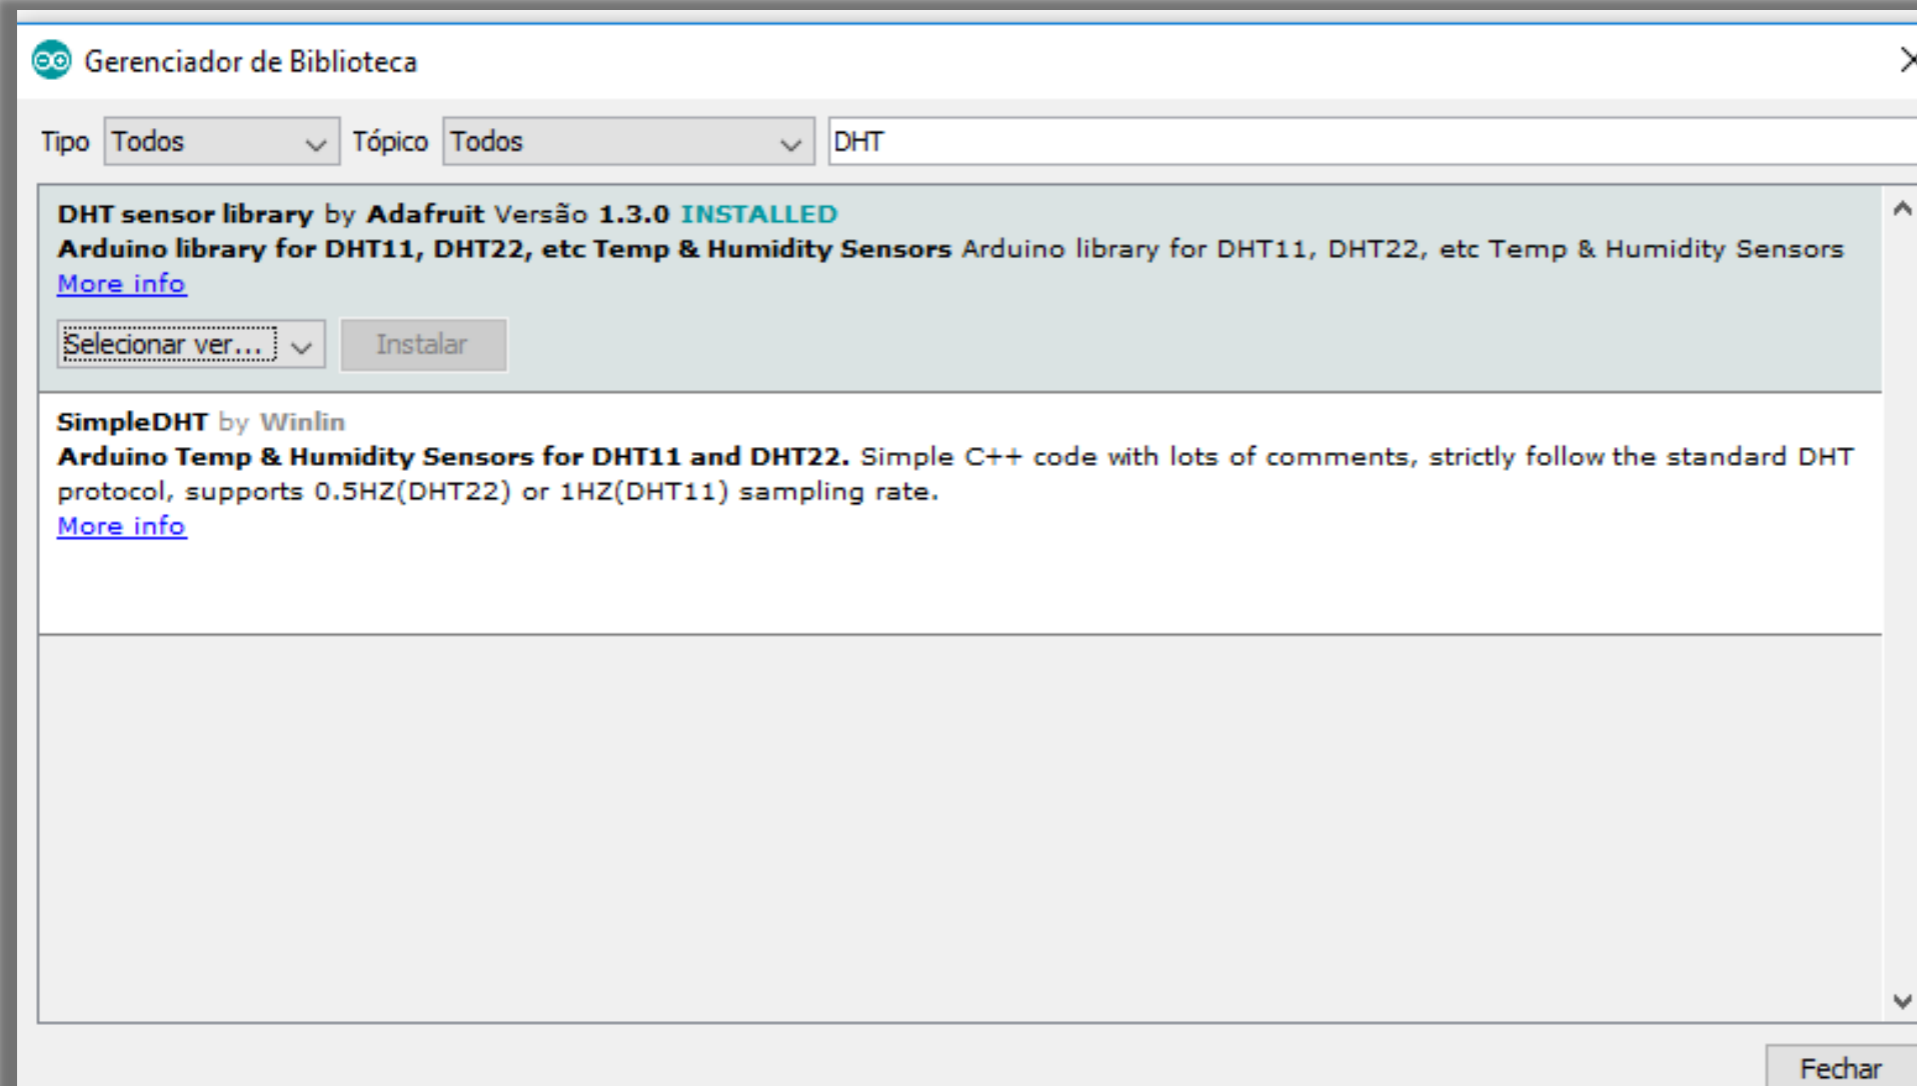 Gerenciador de Biblioteca
Tipo Todos Tópico Todos DHT
DHT sensor library by Adafruit Versão 1.3.0 INSTALLED
Arduino library for DHT11, DHT22, etc Temp & Humidity Sensors Arduino library for DHT11, DHT22, etc Temp & Humidity Sensors
More info
Selecionar ver... Instalar
SimpleDHT by Winlin
Arduino Temp & Humidity Sensors for DHT11 and DHT22. Simple C++ code with lots of comments, strictly follow the standard DHT
protocol, supports 0.5HZ(DHT22) or 1HZ(DHT11) sampling rate.
More info
Fechar